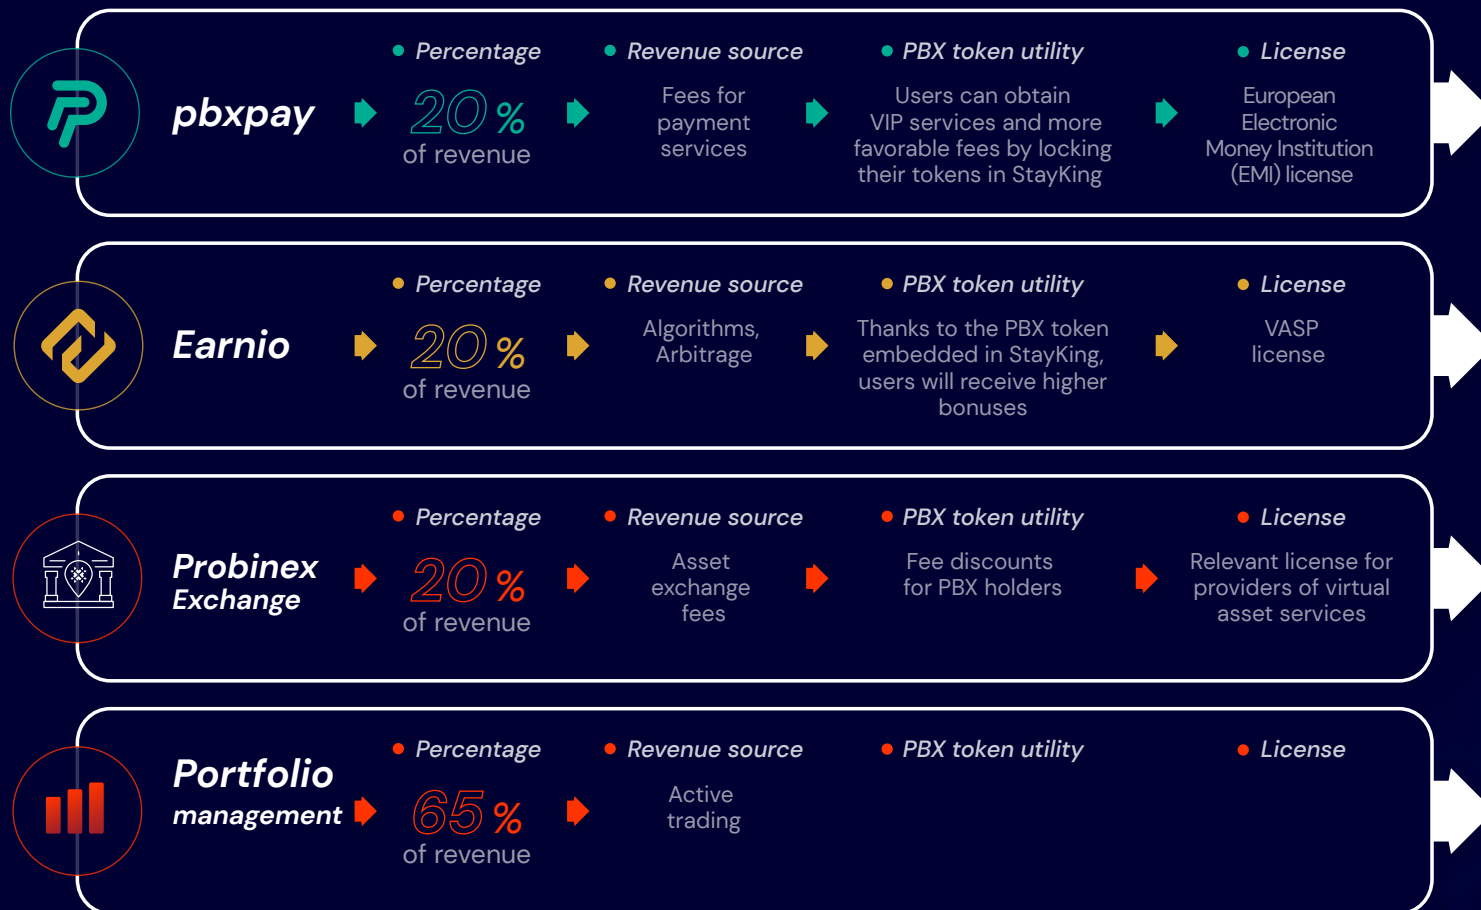 pbxpay
Percentage
20 %
of revenue
Revenue source
Fees for
payment
services
PBX token utility
Users can obtain
VIP services and more
favorable fees by locking
their tokens in StayKing
License
European
Electronic
Money Institution
(EMI) license
Earnio
Percentage
20 %
of revenue
Revenue source
Algorithms,
Arbitrage
PBX token utility
Thanks to the PBX token
embedded in StayKing,
users will receive higher
bonuses
License
VASP
license
Probinex
Exchange
Percentage
20 %
of revenue
Revenue source
Asset
exchange
fees
PBX token utility
Fee discounts
for PBX holders
License
Relevant license for
providers of virtual
asset services
Portfolio
management
Percentage
65 %
of revenue
Revenue source
Active
trading
PBX token utility
License